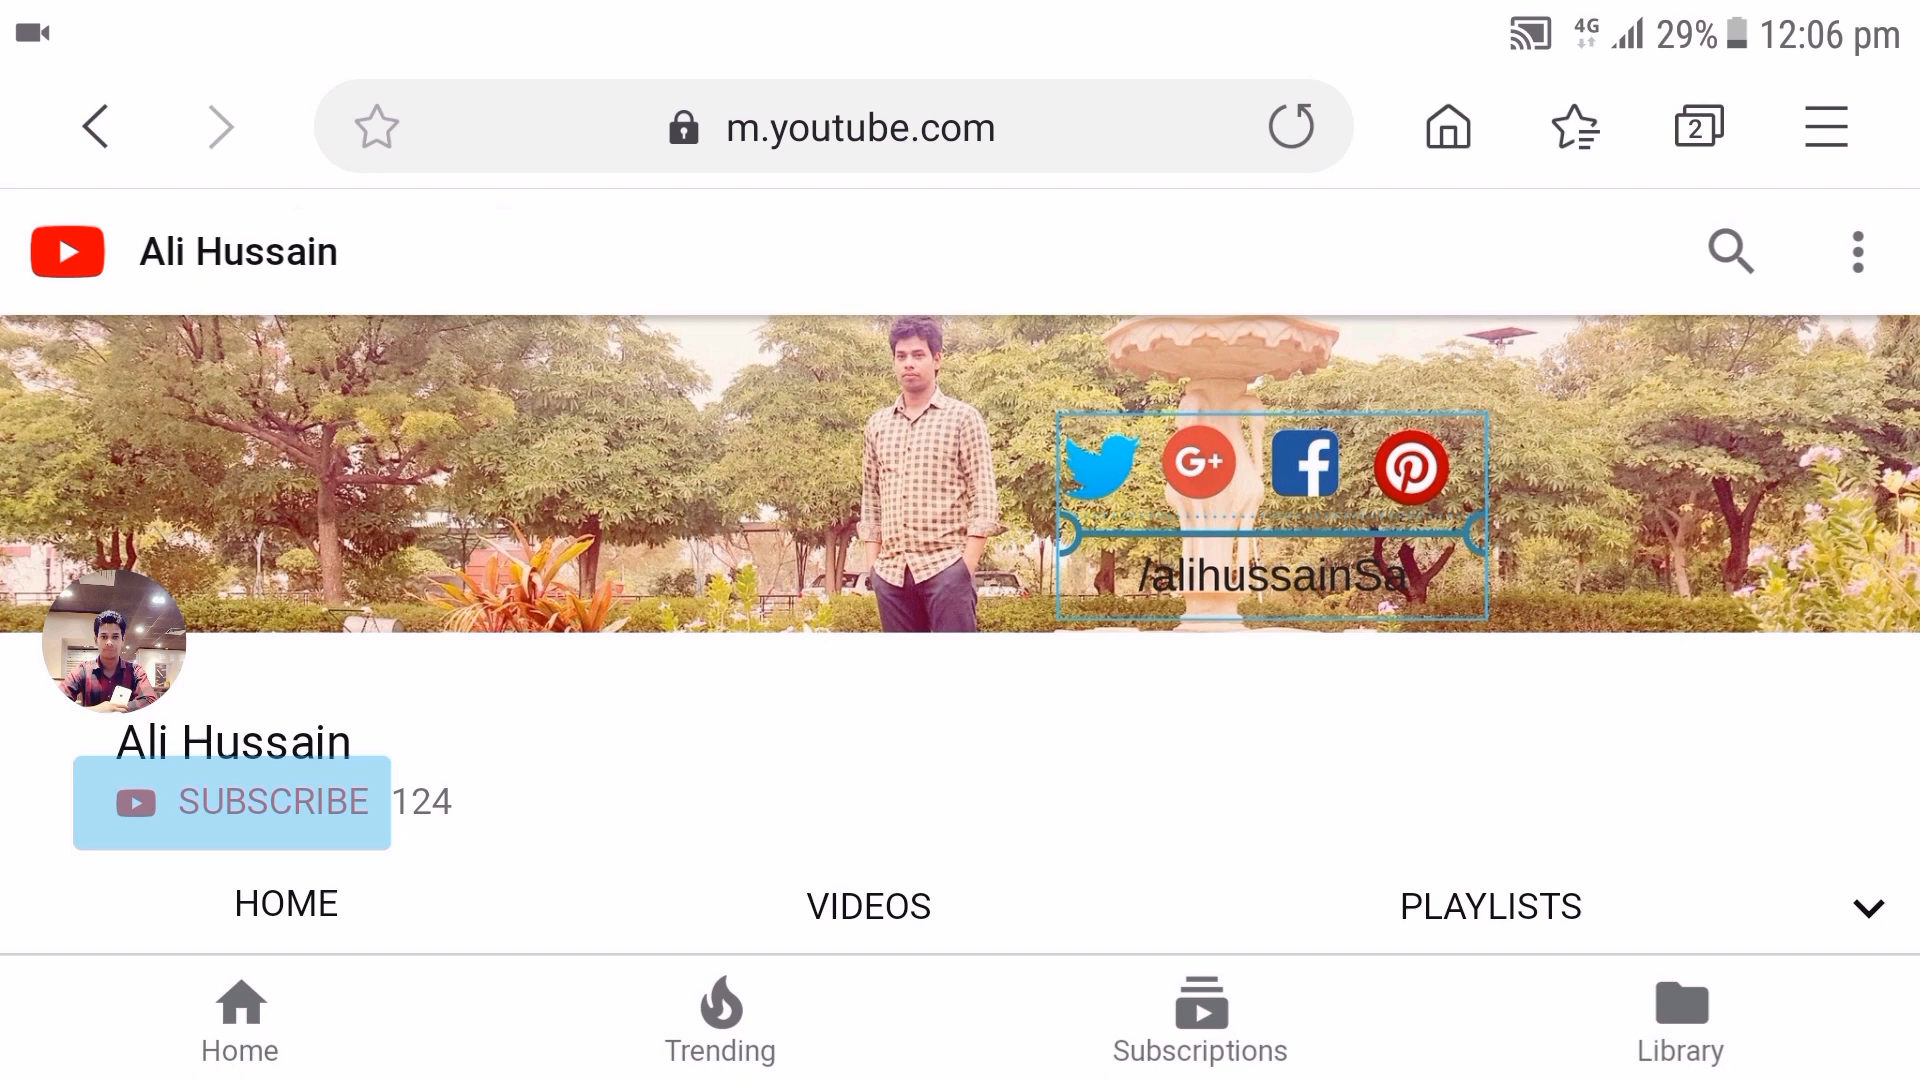 4G 29% 12:06 pm
m.youtube.com
2
Ali Hussain
G+
/alihussainSa
Ali Hussain
SUBSCRIBE 124
HOME VIDEOS PLAYLISTS
Home Trending Subscriptions Library